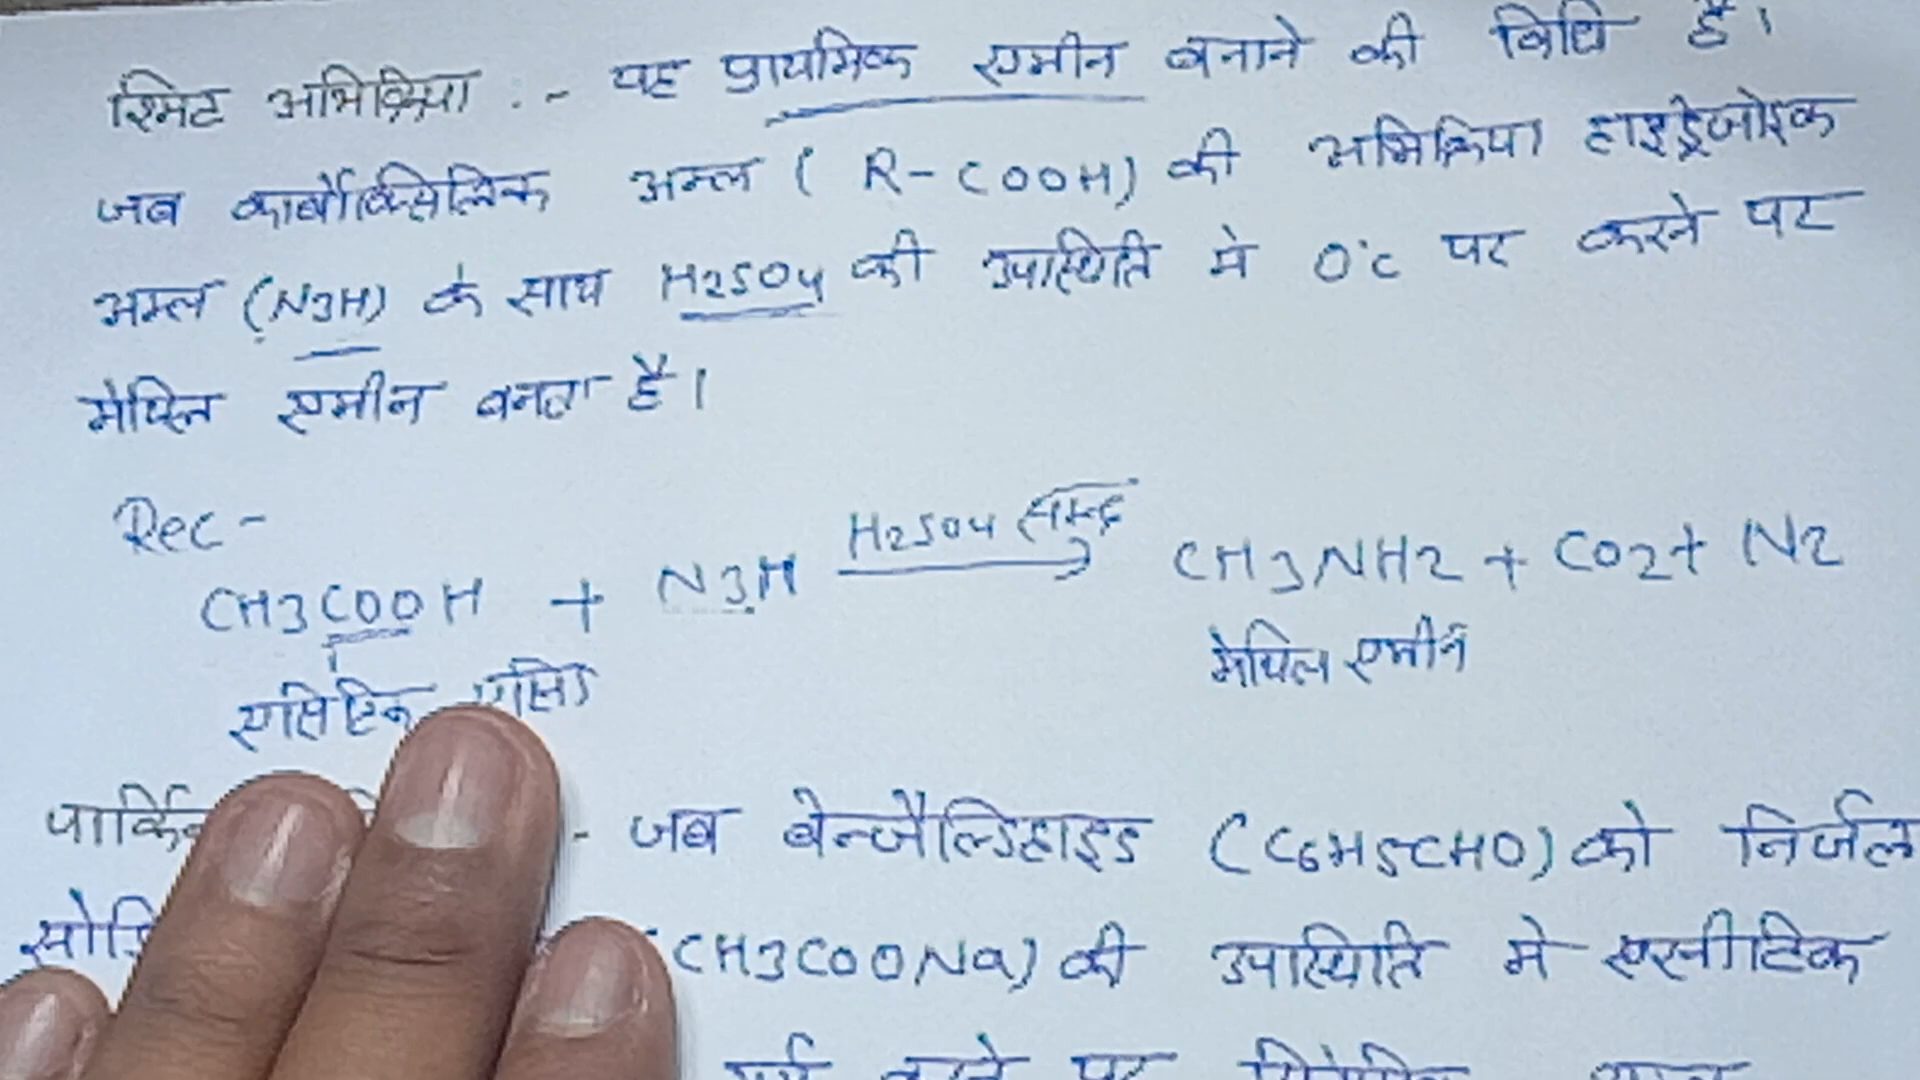 श्मिट अभिक्रिया :- यह प्राथमिक एमीन बनाने की विधि है।
जब कार्बोक्सिलिक अम्ल ( R-COOH) की अभिक्रिया हाइड्रेजोइक
अम्ल (N3H) के साथ H2SO4 की उपस्थिति मे 0°C पर करने पर
मेथिल एमीन बनता है।
Rec-
CH3COOH + N3H H2SO4 सान्द्र → CH3NH2 + CO2+ N2
एसिटिक मेथिल एमीन
- जब बेन्जैल्डिहाइड (C6H5CHO) को निर्जल
(CH3COONa) की उपस्थिति मे एसीटिक
पर